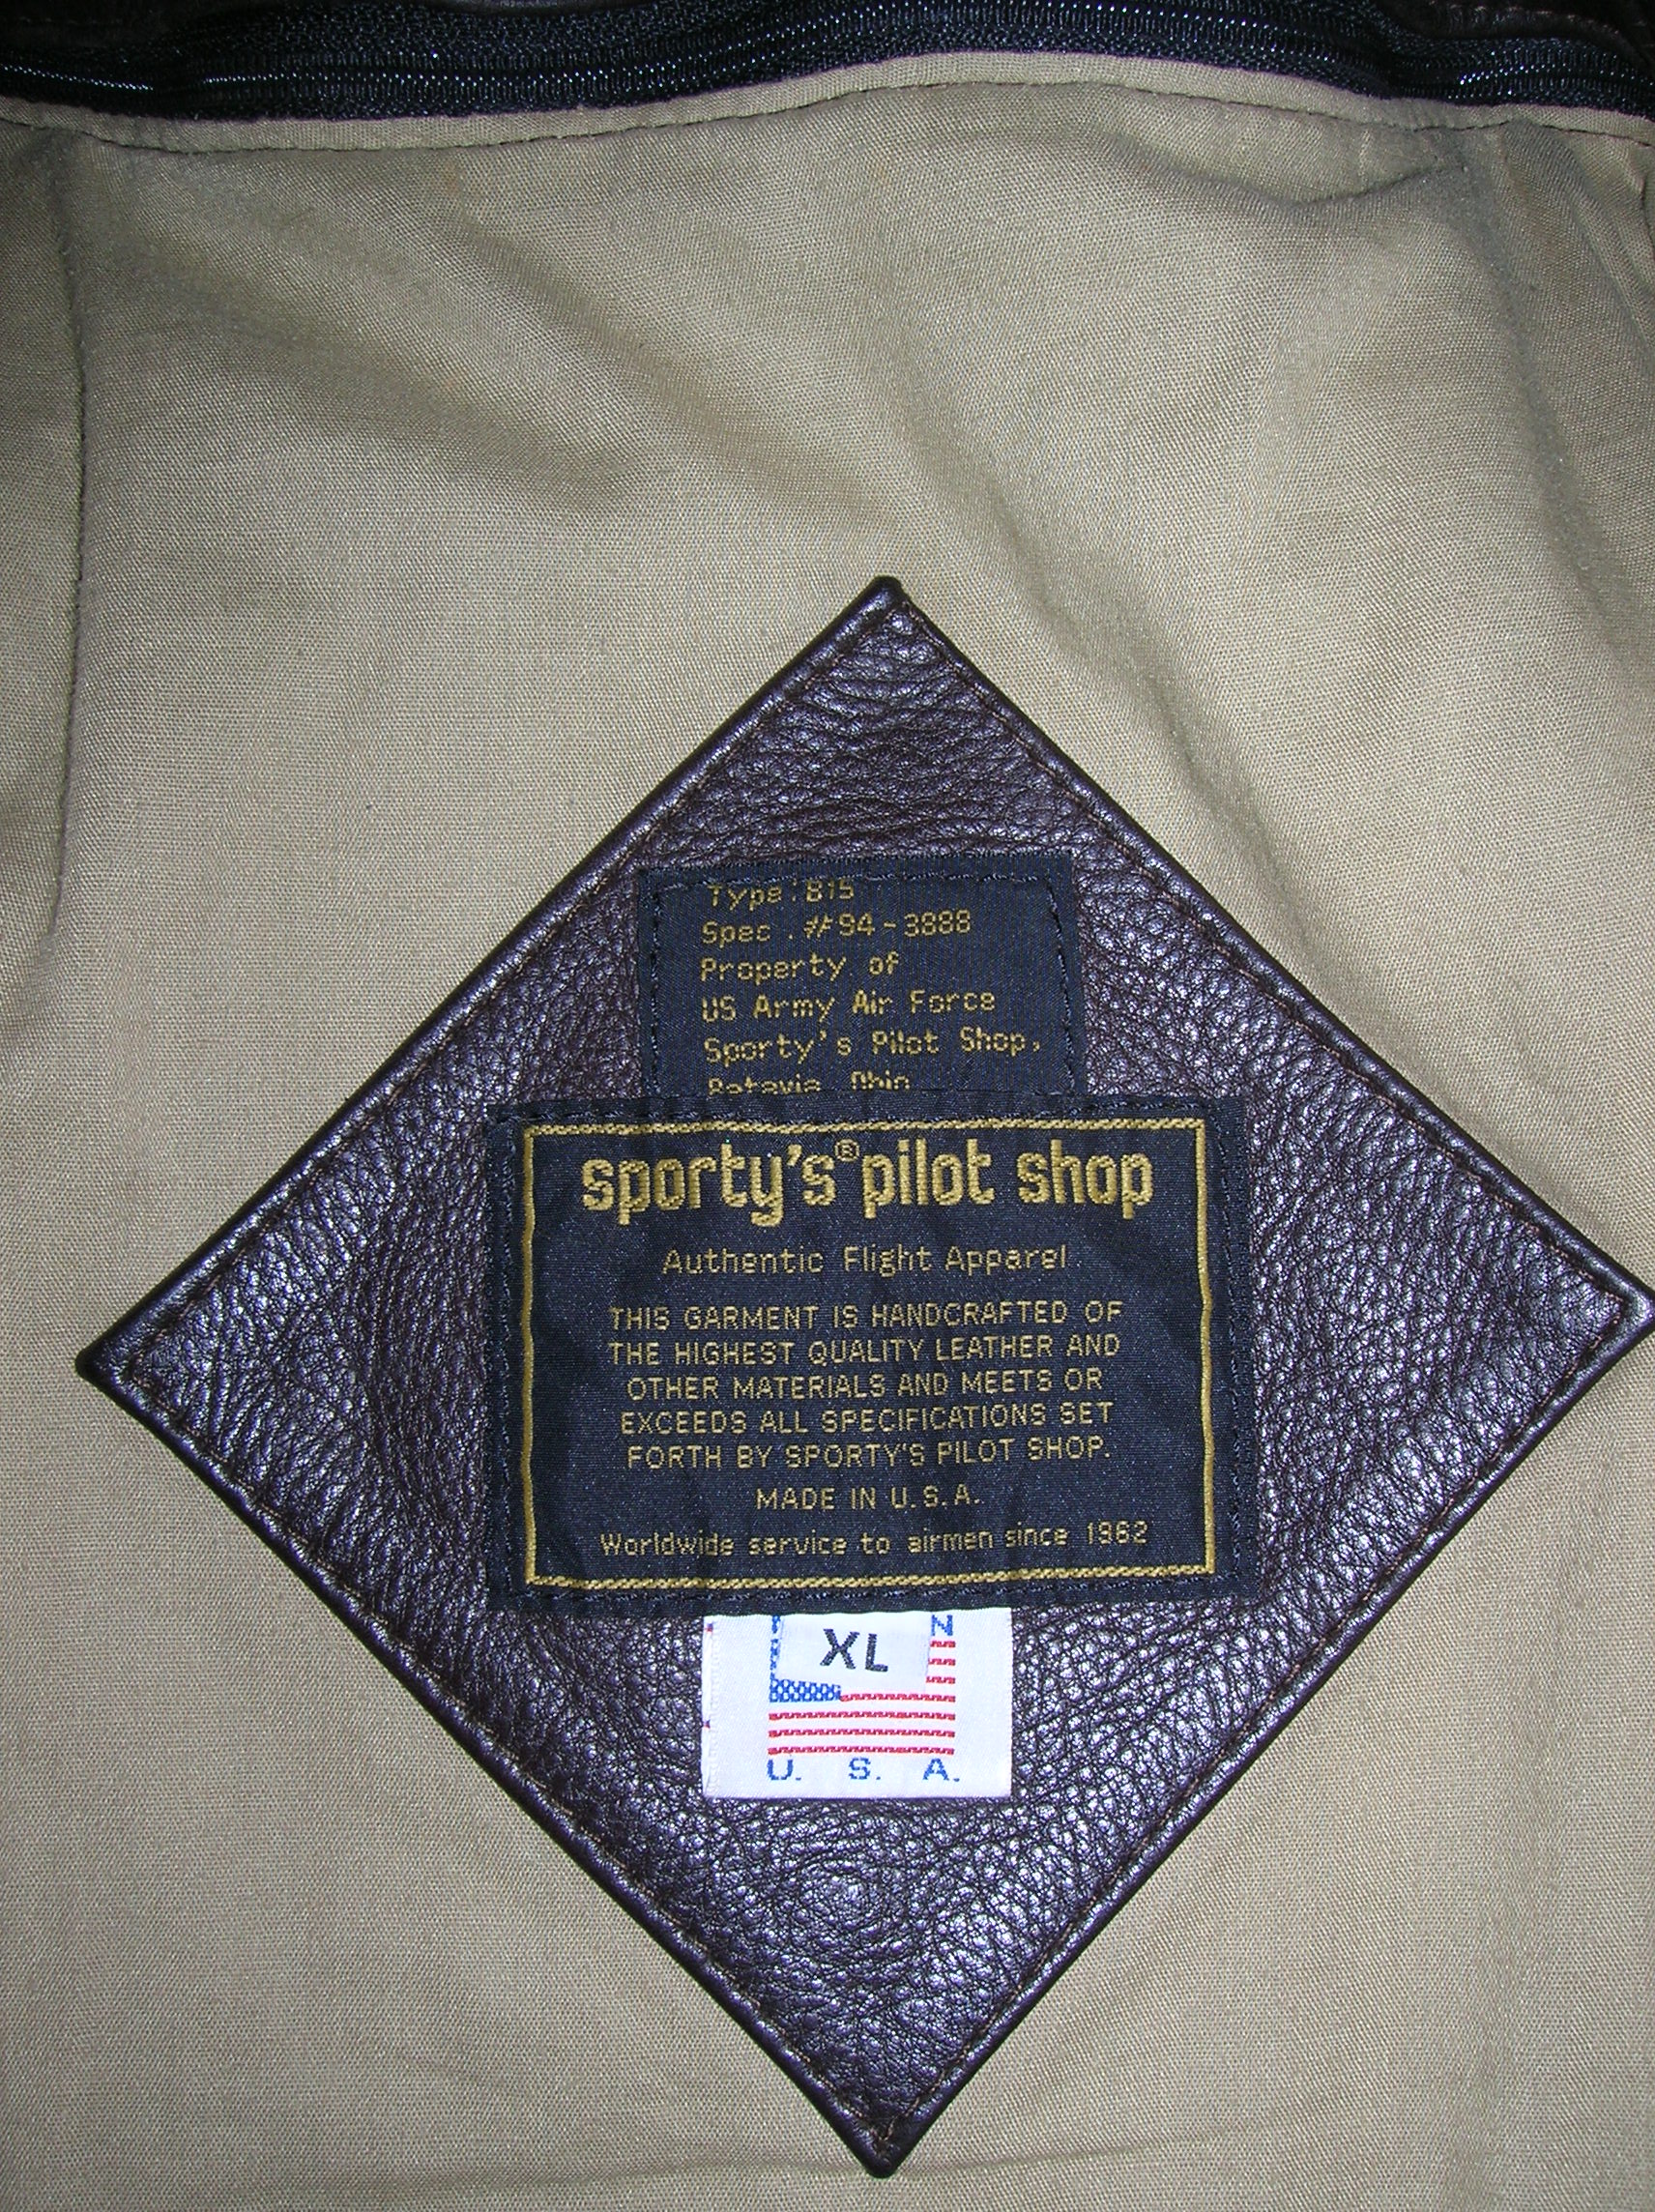 Type: B15
Spec. #94-3888
Property of
US Army Air Force
Sporty's Pilot Shop,
Batavia, Ohio
sporty's® pilot shop
Authentic Flight Apparel
THIS GARMENT IS HANDCRAFTED OF
THE HIGHEST QUALITY LEATHER AND
OTHER MATERIALS AND MEETS OR
EXCEEDS ALL SPECIFICATIONS SET
FORTH BY SPORTY'S PILOT SHOP.
MADE IN U.S.A.
Worldwide service to airmen since 1962
N
XL
U. S. A.